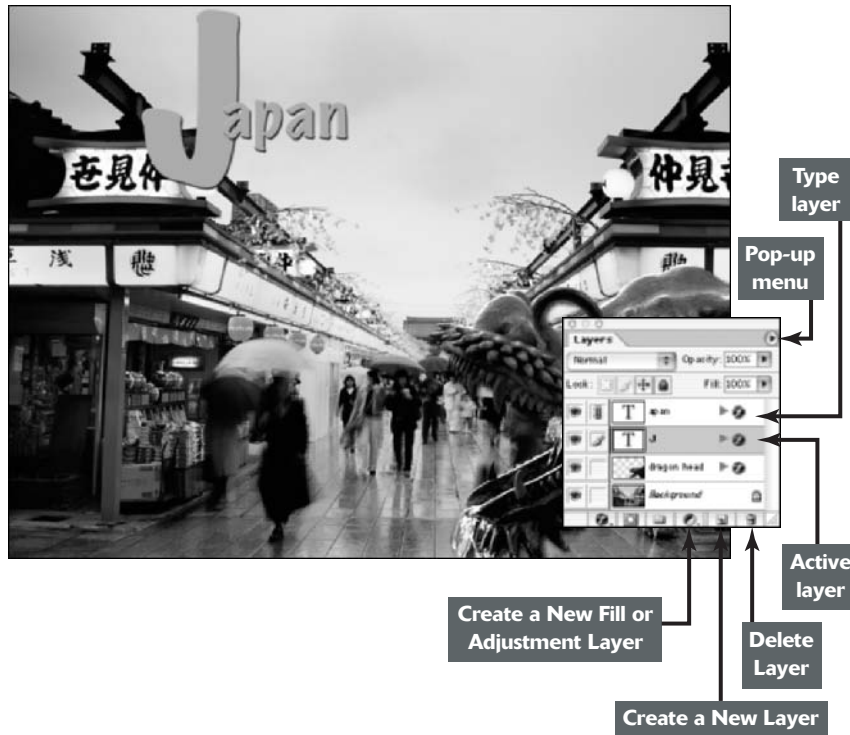 Japan
世見仲
仲見世
浅
Type
layer
Pop-up
menu
Layers
Normal
Opacity: 100%
Lock:
Fill: 100%
T apan
T J
dragon head
Background
Active
layer
Create a New Fill or
Adjustment Layer
Delete
Layer
Create a New Layer